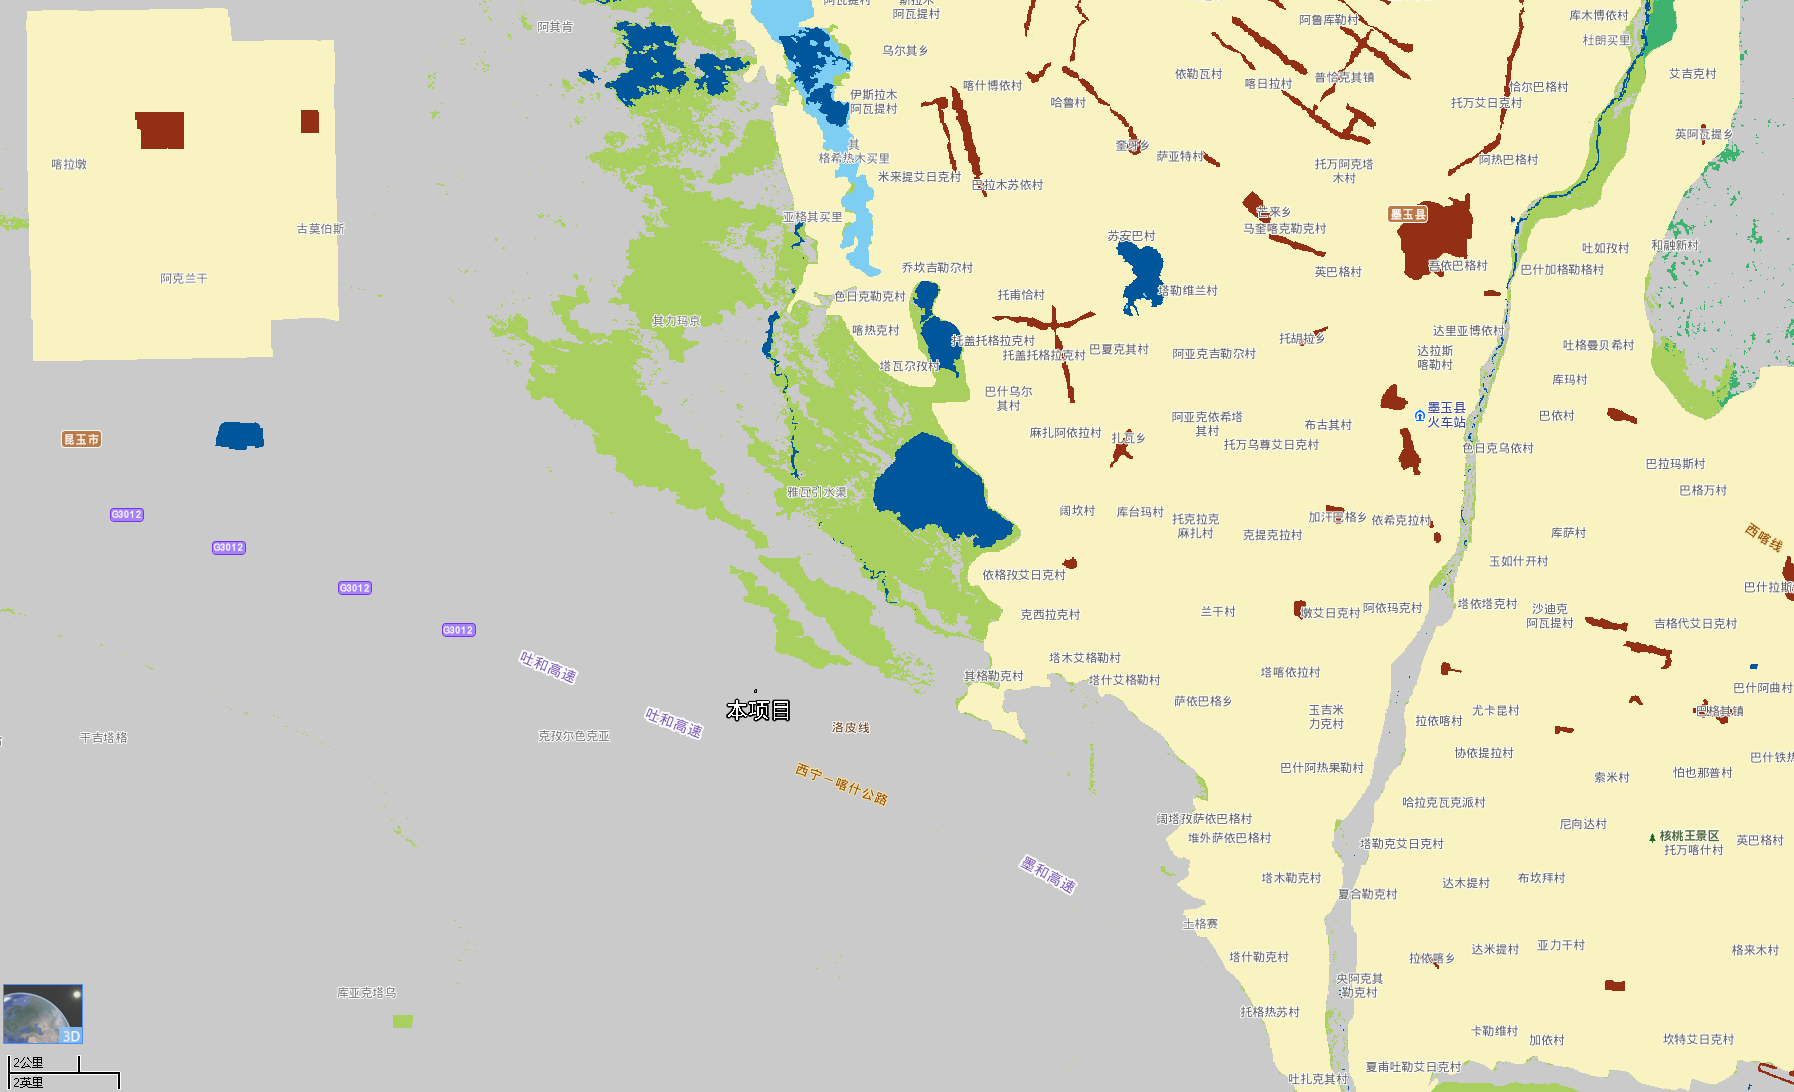 阿其肯
阿瓦提村
阿瓦提村
乌尔其乡
阿鲁库勒村
库木博依村
杜朗买里
喀什博依村
依勒瓦村
喀日拉村
普恰克其镇
恰尔巴格村
艾吉克村
伊斯拉木
阿瓦提村
哈鲁村
托万艾日克村
英阿瓦提乡
其
格希热木买里
奎牙乡
萨亚特村
托万阿克塔
木村
阿热巴格村
喀拉墩
米来提艾日克村
巴拉木苏依村
亚格其买里
芒来乡
墨玉县
古莫伯斯
苏安巴村
马奎喀克勒克村
吐如孜村
和融新村
阿克兰干
乔坎吉勒尕村
英巴格村
吾依巴格村
巴什加格勒格村
色日克勒克村
托甫恰村
塔勒维兰村
其力玛京
喀热克村
托盖托格拉克村
托盖托格拉克村
巴夏克其村
阿亚克吉勒尕村
托胡拉乡
达里亚博依村
达拉斯
喀勒村
吐格曼贝希村
塔瓦尕孜村
巴什乌尔
其村
库玛村
昆玉市
麻扎阿依拉村
扎瓦乡
阿亚克依希塔
其村
托万乌尊艾日克村
布古其村
墨玉县
火车站
巴依村
色日克乌依村
巴拉玛斯村
雅瓦引水渠
巴格万村
G3012
阔坎村
库台玛村
托克拉克
麻扎村
克提克拉村
加汗巴格乡
依希克拉村
库萨村
西喀线
G3012
依格孜艾日克村
玉如什开村
G3012
巴什拉斯
克西拉克村
兰干村
墩艾日克村
阿依玛克村
塔依塔克村
沙迪克
阿瓦提村
吉格代艾日克村
G3012
吐和高速
其格勒克村
塔木艾格勒村
塔什艾格勒村
塔喀依拉村
萨依巴格乡
巴什阿曲村
本项目
吐和高速
洛皮线
玉吉米
力克村
拉依喀村
尤卡昆村
巴格其镇
干吉塔格
克孜尔色克亚
协依提拉村
巴什铁热
西宁－喀什公路
巴什阿热果勒村
索米村
怕也那普村
哈拉克瓦克派村
阔塔孜萨依巴格村
堆外萨依巴格村
尼向达村
核桃王景区
托万喀什村
英巴格村
塔勒克艾日克村
墨和高速
塔木勒克村
夏合勒克村
达木提村
布坎拜村
土格赛
塔什勒克村
拉依喀乡
达米提村
亚力干村
格来木村
央阿克其
勒克村
库亚克塔乌
托格热苏村
卡勒维村
加依村
坎特艾日克村
3D
2公里
2英里
夏甫吐勒艾日克村
吐扎克其村